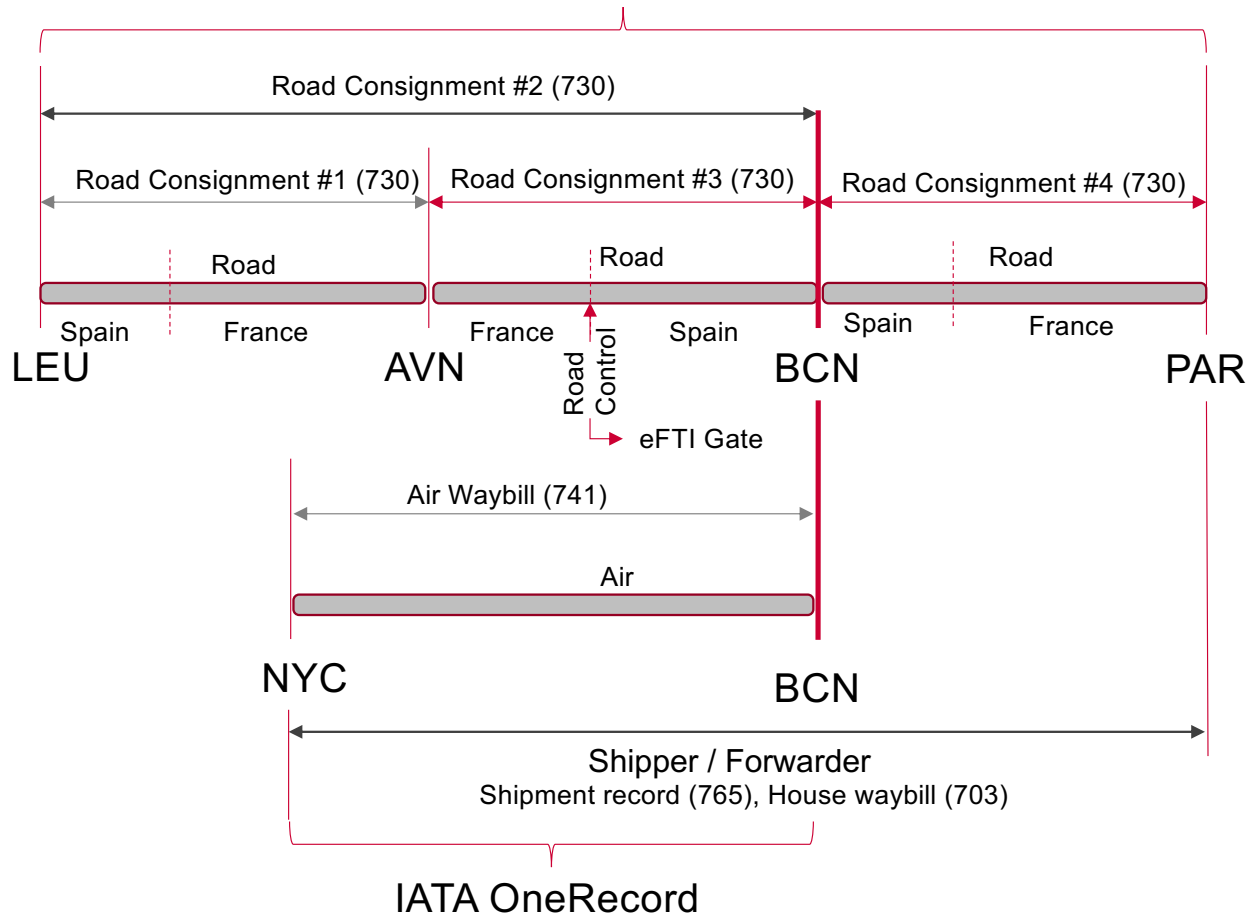 Road Consignment #2 (730)
Road Consignment #1 (730)
Road Consignment #3 (730)
Road Consignment #4 (730)
Road
Road
Road
Spain
France
France
Spain
Spain
France
LEU
AVN
BCN
PAR
Road
Control
eFTI Gate
Air Waybill (741)
Air
NYC
BCN
Shipper / Forwarder
Shipment record (765), House waybill (703)
IATA OneRecord